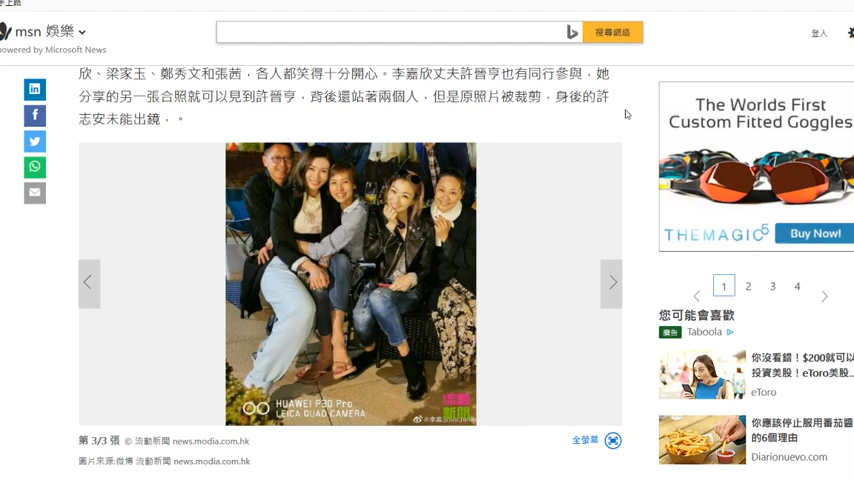 手上路
msn 娛樂
powered by Microsoft News
搜尋網絡
登入
欣、梁家玉、鄭秀文和張茜，各人都笑得十分開心。李嘉欣丈夫許晉亨也有同行參與，她
分享的另一張合照就可以見到許晉亨，背後還站著兩個人，但是原照片被裁剪，身後的許
志安未能出鏡，。
HUAWEI P30 Pro
LEICA QUAD CAMERA
流動
新聞
第 3/3 張 © 流動新聞 news.modia.com.hk
全螢幕
圖片來源:微博 流動新聞 news.modia.com.hk
The Worlds First
Custom Fitted Goggles
THEMAGIC5
Buy Now!
1 2 3 4
您可能會喜歡
廣告 Taboola
你沒看錯！$200就可以
投資美股！eToro美股...
eToro
你應該停止服用番茄醬
的6個理由
Diarionuevo.com